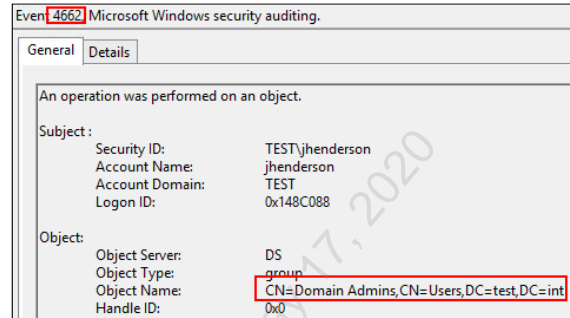 Event 4662, Microsoft Windows security auditing.
General Details
An operation was performed on an object.
Subject :
Security ID: TEST\jhenderson
Account Name: jhenderson
Account Domain: TEST
Logon ID: 0x148C088
Object:
Object Server: DS
Object Type: group
Object Name: CN=Domain Admins,CN=Users,DC=test,DC=int
Handle ID: 0x0
17, 2020